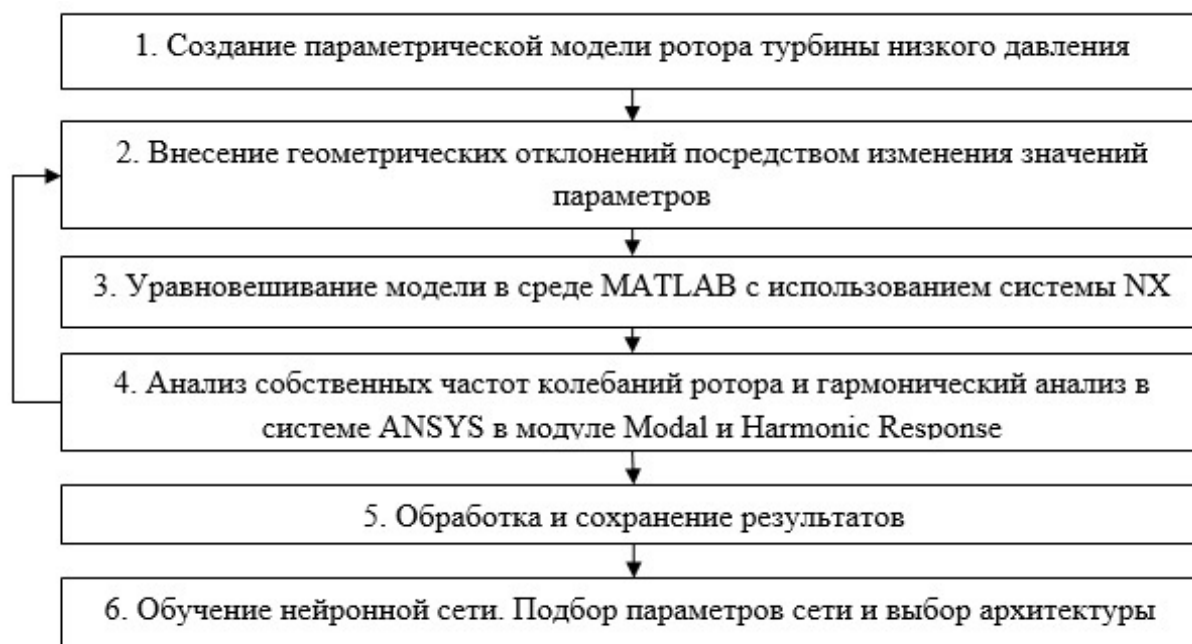 1. Создание параметрической модели ротора турбины низкого давления
2. Внесение геометрических отклонений посредством изменения значений
параметров
3. Уравновешивание модели в среде MATLAB с использованием системы NX
4. Анализ собственных частот колебаний ротора и гармонический анализ в
системе ANSYS в модуле Modal и Harmonic Response
5. Обработка и сохранение результатов
6. Обучение нейронной сети. Подбор параметров сети и выбор архитектуры